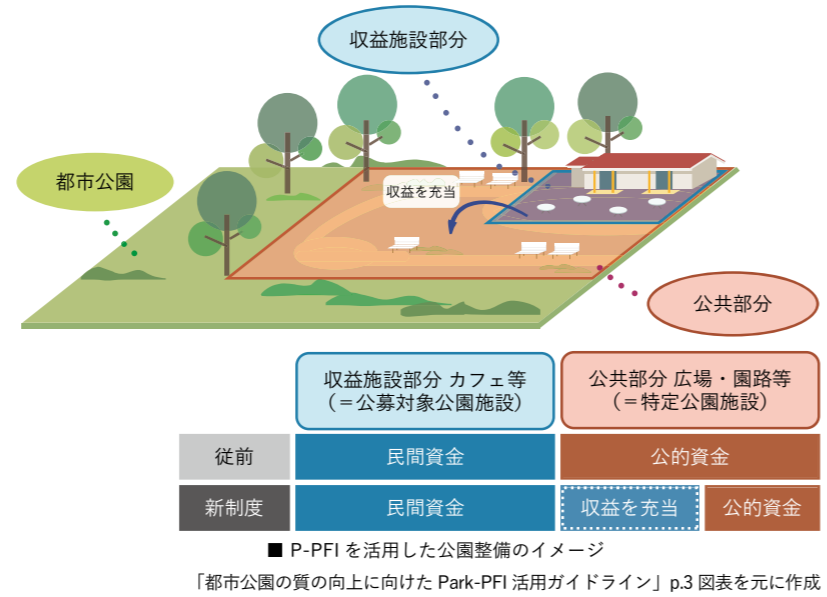 収益施設部分
都市公園
収益を充当
公共部分
収益施設部分 カフェ等
（＝公募対象公園施設）
公共部分 広場・園路等
（＝特定公園施設）
従前
民間資金
公的資金
新制度
民間資金
収益を充当
公的資金
■ P-PFI を活用した公園整備のイメージ
「都市公園の質の向上に向けた Park-PFI 活用ガイドライン」p.3 図表を元に作成